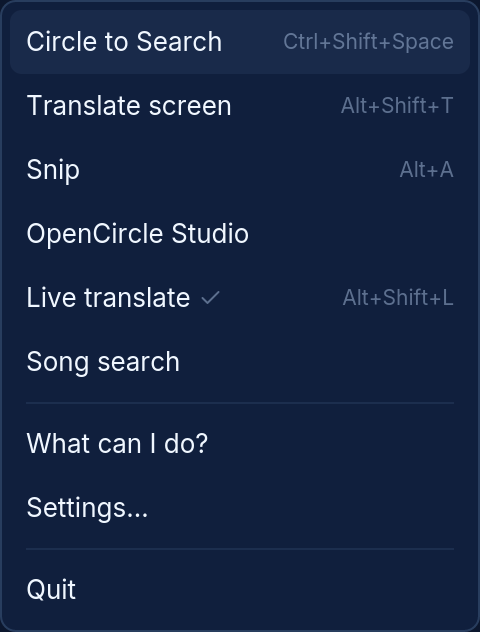 Circle to Search Ctrl+Shift+Space
Translate screen Alt+Shift+T
Snip Alt+A
OpenCircle Studio
Live translate ✓ Alt+Shift+L
Song search
What can I do?
Settings...
Quit